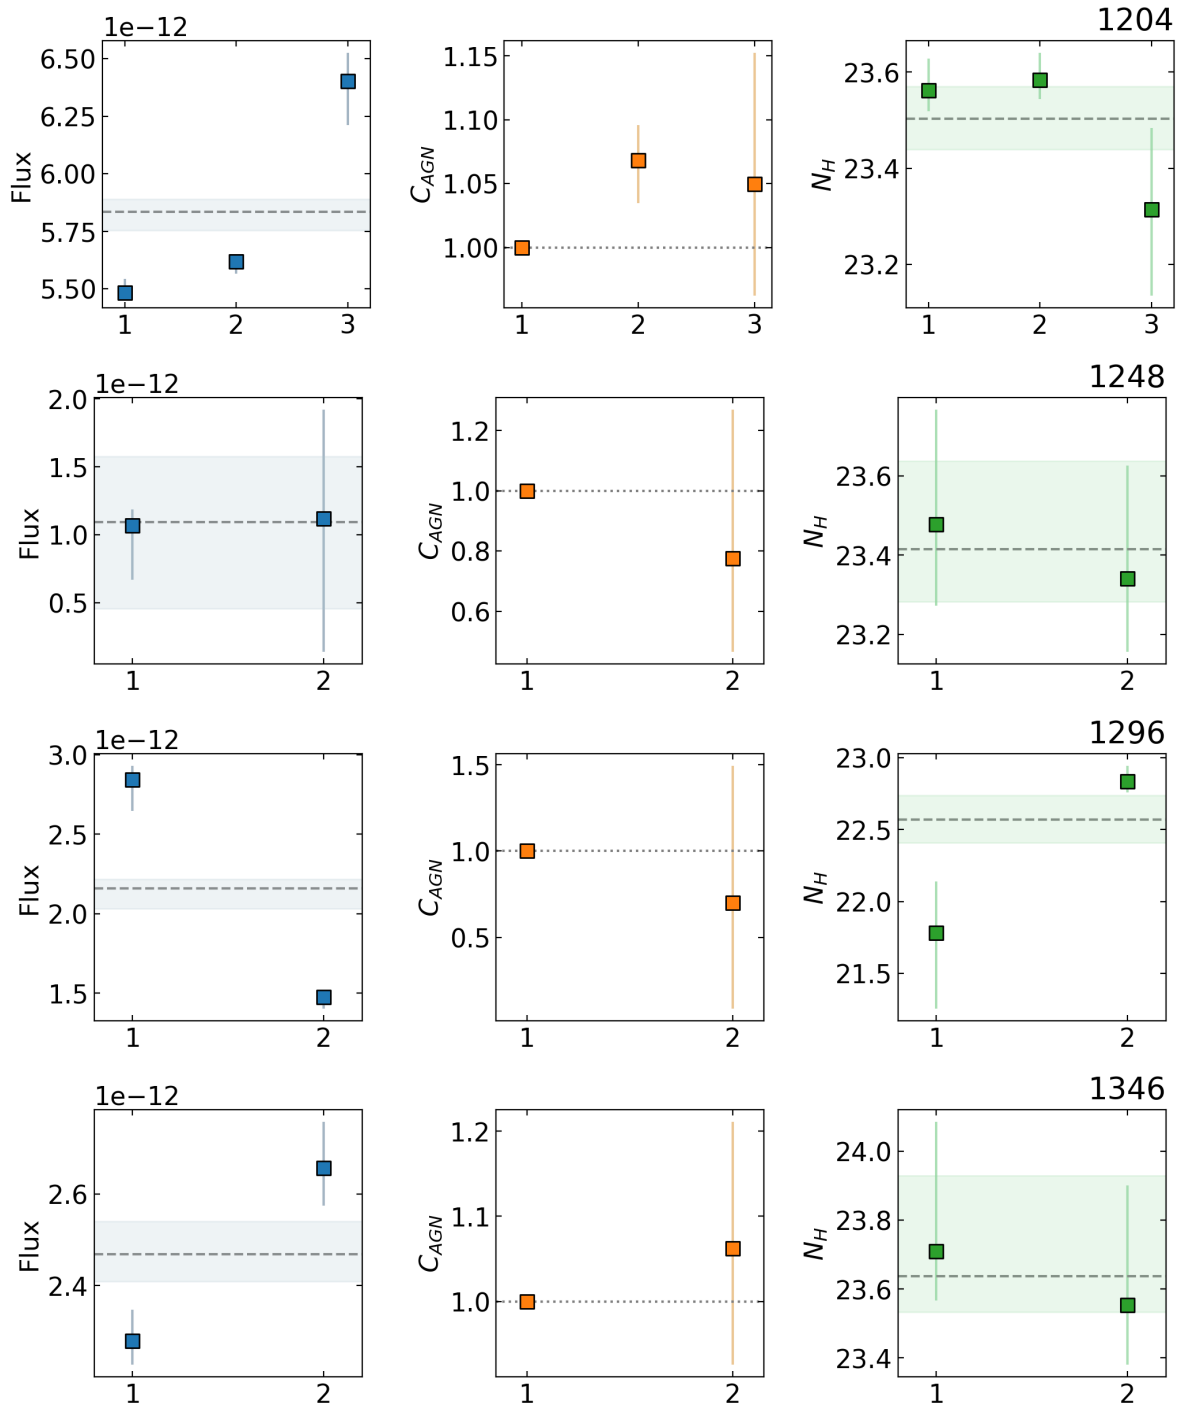 1204
1e−12
Flux
6.50
6.25
6.00
5.75
5.50
1 2 3
C_AGN
1.15
1.10
1.05
1.00
1 2 3
N_H
23.6
23.4
23.2
1 2 3
1248
1e−12
Flux
2.0
1.5
1.0
0.5
1 2
C_AGN
1.2
1.0
0.8
0.6
1 2
N_H
23.6
23.4
23.2
1 2
1296
1e−12
Flux
3.0
2.5
2.0
1.5
1 2
C_AGN
1.5
1.0
0.5
1 2
N_H
23.0
22.5
22.0
21.5
1 2
1346
1e−12
Flux
2.6
2.4
1 2
C_AGN
1.2
1.1
1.0
1 2
N_H
24.0
23.8
23.6
23.4
1 2